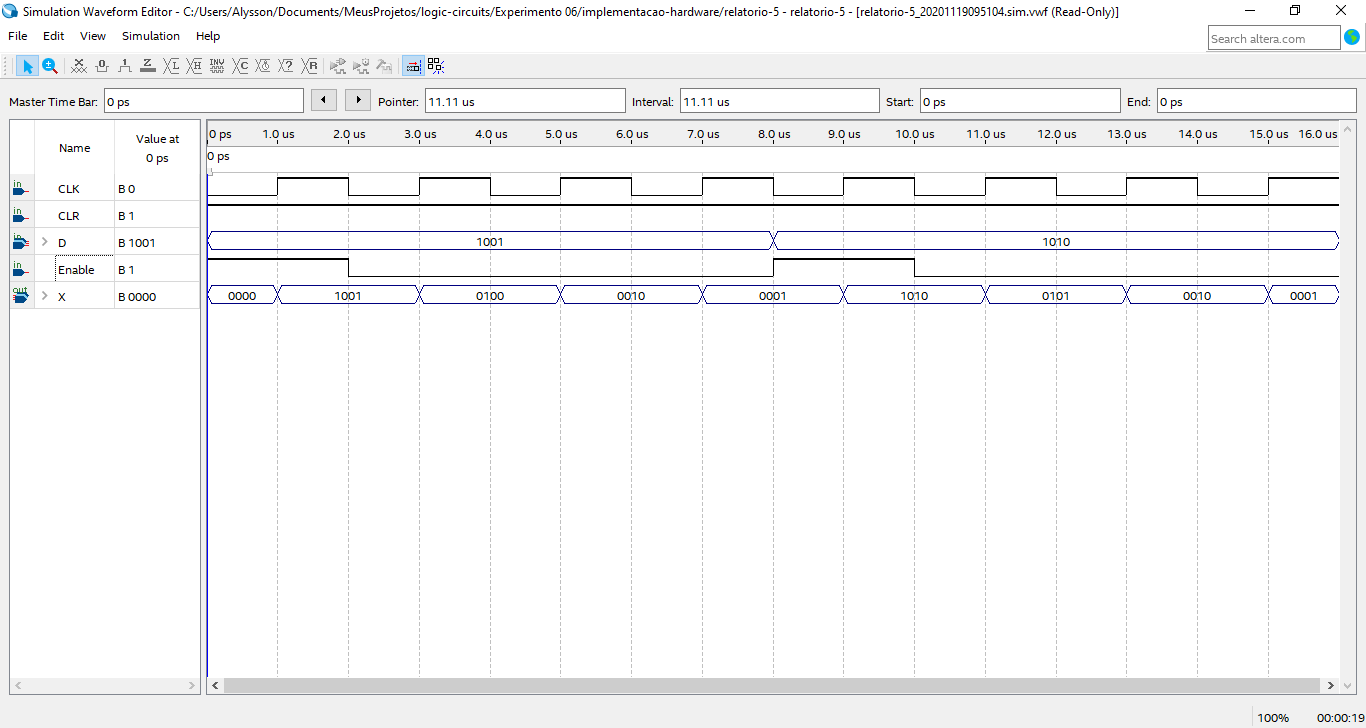 Simulation Waveform Editor - C:/Users/Alysson/Documents/MeusProjetos/logic-circuits/Experimento 06/implementacao-hardware/relatorio-5 - relatorio-5 - [relatorio-5_20201119095104.sim.vwf (Read-Only)]
File Edit View Simulation Help
Search altera.com
INV
Master Time Bar: 0 ps Pointer: 11.11 us Interval: 11.11 us Start: 0 ps End: 0 ps
Name Value at
0 ps
0 ps 1.0 us 2.0 us 3.0 us 4.0 us 5.0 us 6.0 us 7.0 us 8.0 us 9.0 us 10.0 us 11.0 us 12.0 us 13.0 us 14.0 us 15.0 us 16.0 us
0 ps
in CLK B 0
in CLR B 1
in D B 1001 1001 1010
in Enable B 1
out X B 0000 0000 1001 0100 0010 0001 1010 0101 0010 0001
100% 00:00:19